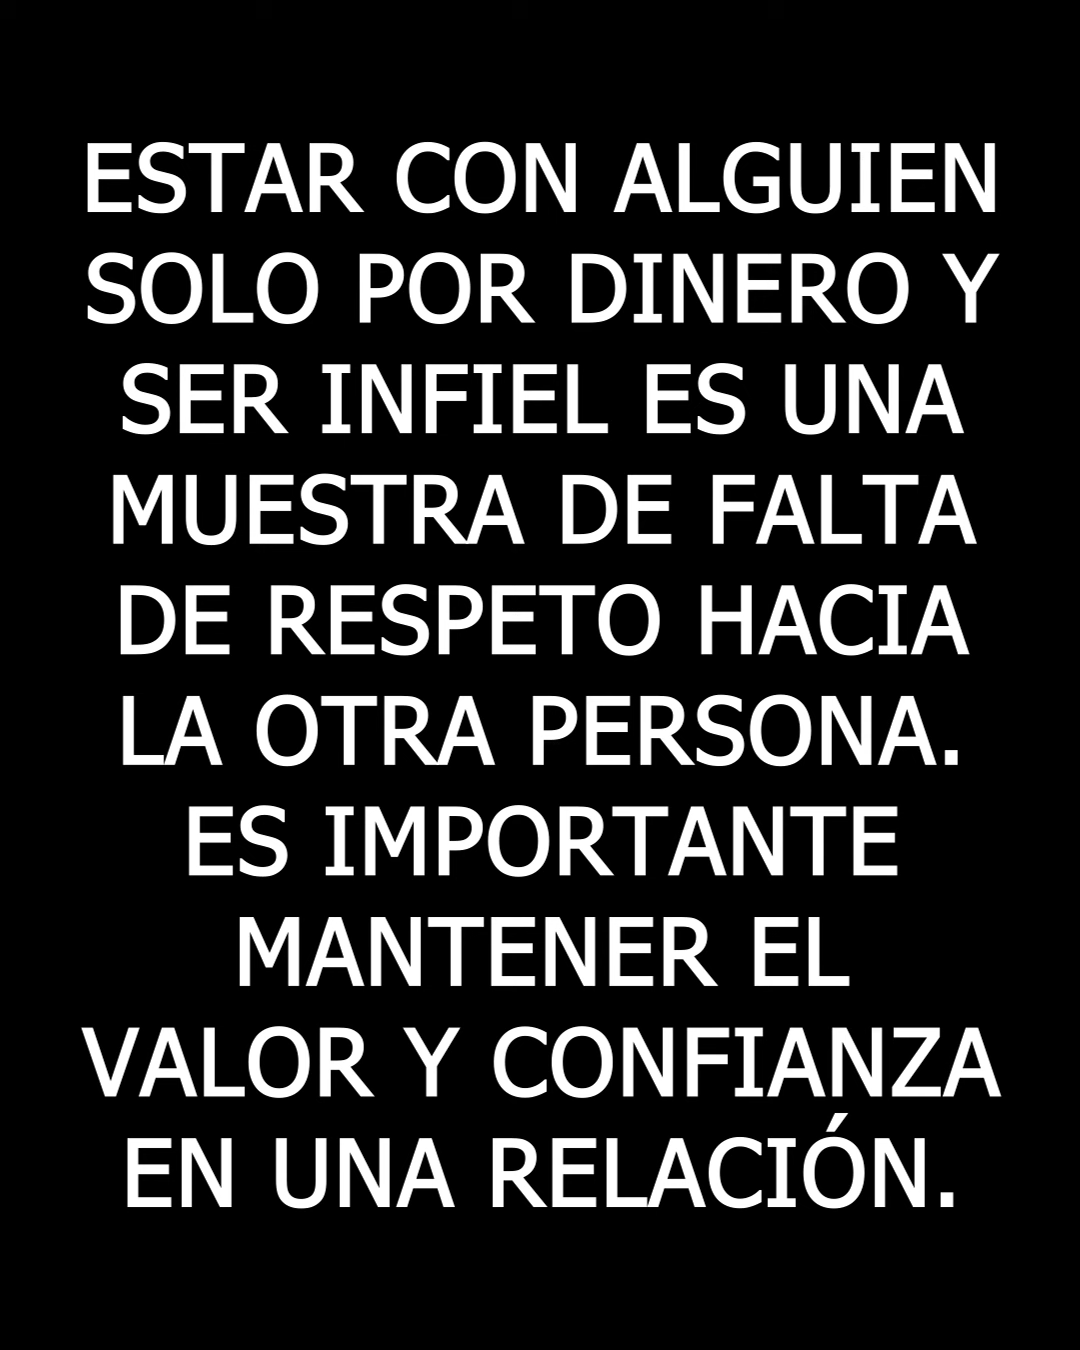 ESTAR CON ALGUIEN
SOLO POR DINERO Y
SER INFIEL ES UNA
MUESTRA DE FALTA
DE RESPETO HACIA
LA OTRA PERSONA.
ES IMPORTANTE
MANTENER EL
VALOR Y CONFIANZA
EN UNA RELACIÓN.